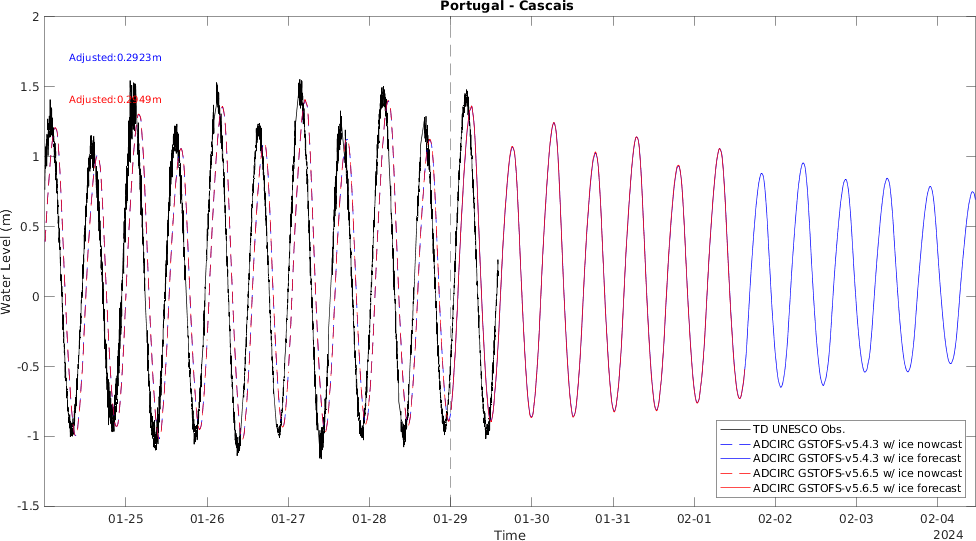 Portugal - Cascais
2
1.5
1
0.5
0
-0.5
-1
-1.5
Water Level (m)
Adjusted:0.2923m
Adjusted:0.2949m
TD UNESCO Obs.
ADCIRC GSTOFS-v5.4.3 w/ ice nowcast
ADCIRC GSTOFS-v5.4.3 w/ ice forecast
ADCIRC GSTOFS-v5.6.5 w/ ice nowcast
ADCIRC GSTOFS-v5.6.5 w/ ice forecast
01-25 01-26 01-27 01-28 01-29 01-30 01-31 02-01 02-02 02-03 02-04
Time
2024